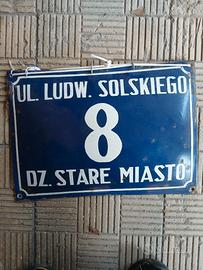 UL. LUDW. SOLSKIEGO
8
DZ. STARE MIASTO